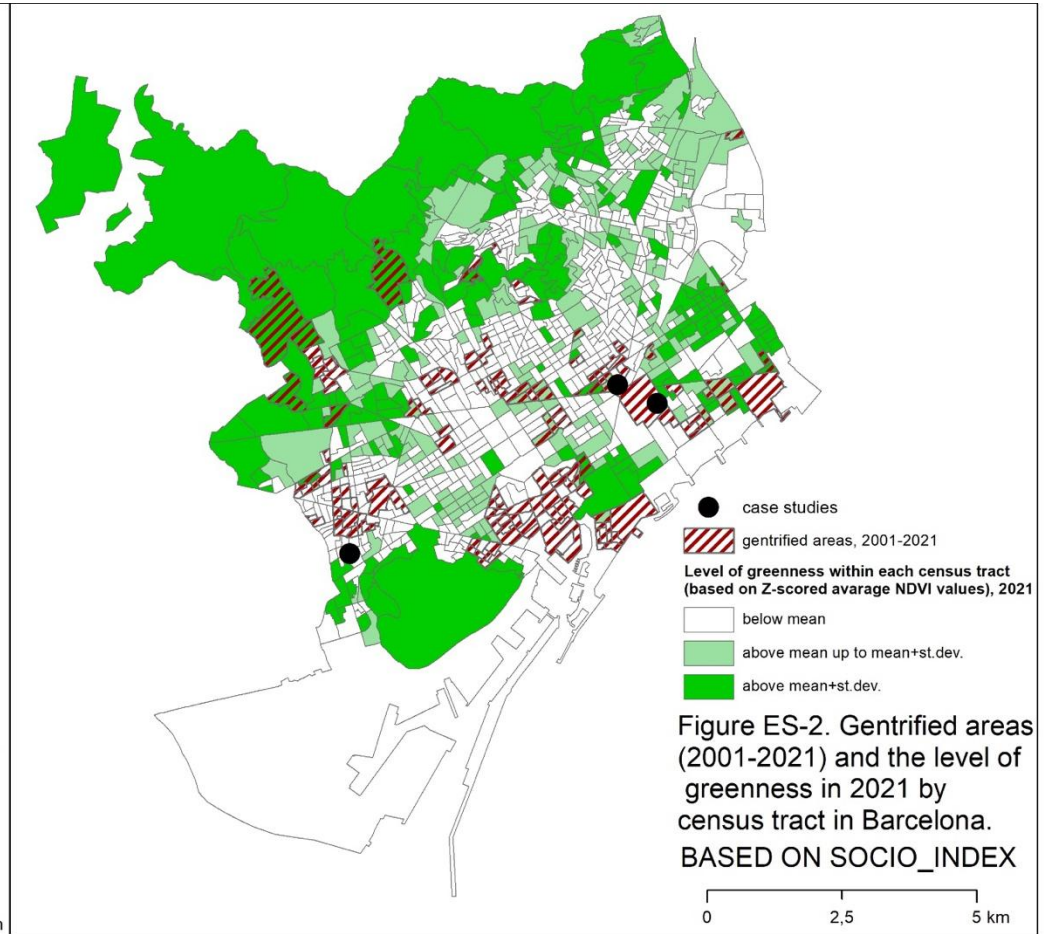 case studies
gentrified areas, 2001-2021
Level of greenness within each census tract
(based on Z-scored avarage NDVI values), 2021
below mean
above mean up to mean+st.dev.
above mean+st.dev.
Figure ES-2. Gentrified areas
(2001-2021) and the level of
greenness in 2021 by
census tract in Barcelona.
BASED ON SOCIO_INDEX
0 2,5 5 km